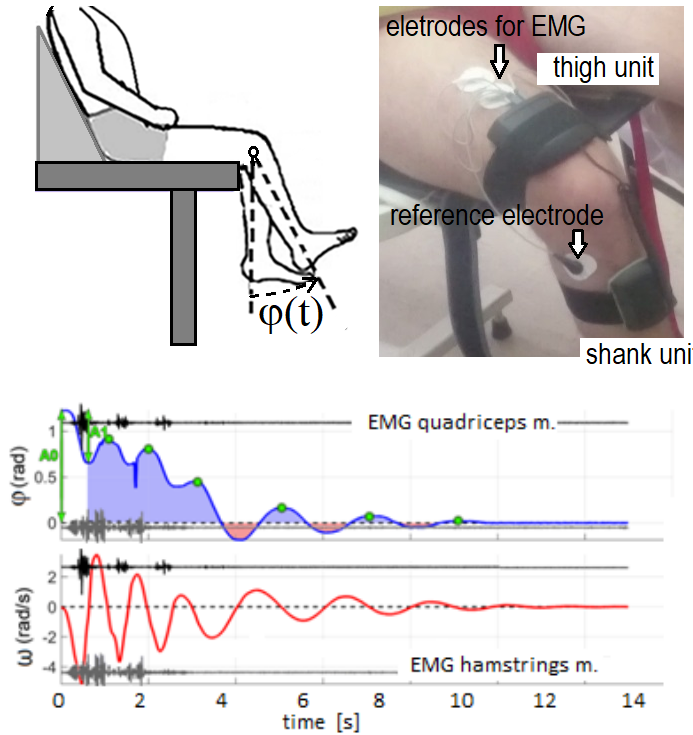 eletrodes for EMG
thigh unit
reference electrode
shank uni
φ(t)
EMG quadriceps m.
A0
A1
φ(rad)
1
0.5
0
EMG hamstrings m.
ω (rad/s)
2
0
-2
-4
0 2 4 6 8 10 12 14
time [s]